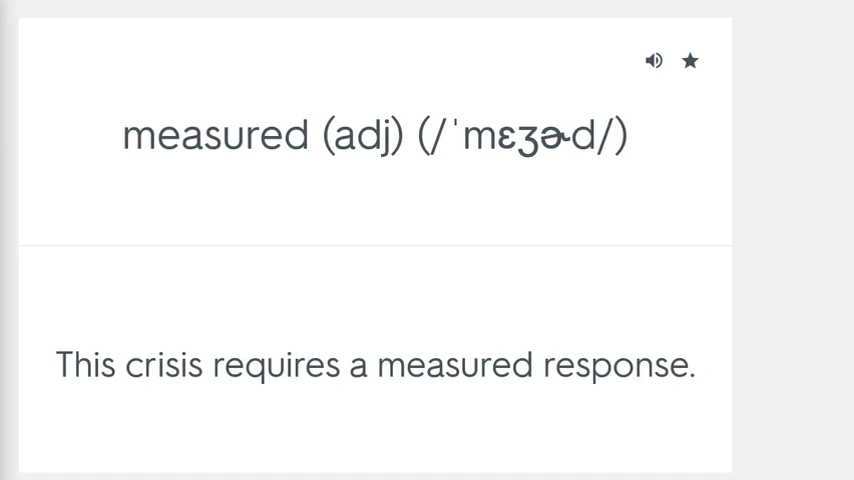 measured (adj) (/ˈmɛʒɚd/)
This crisis requires a measured response.